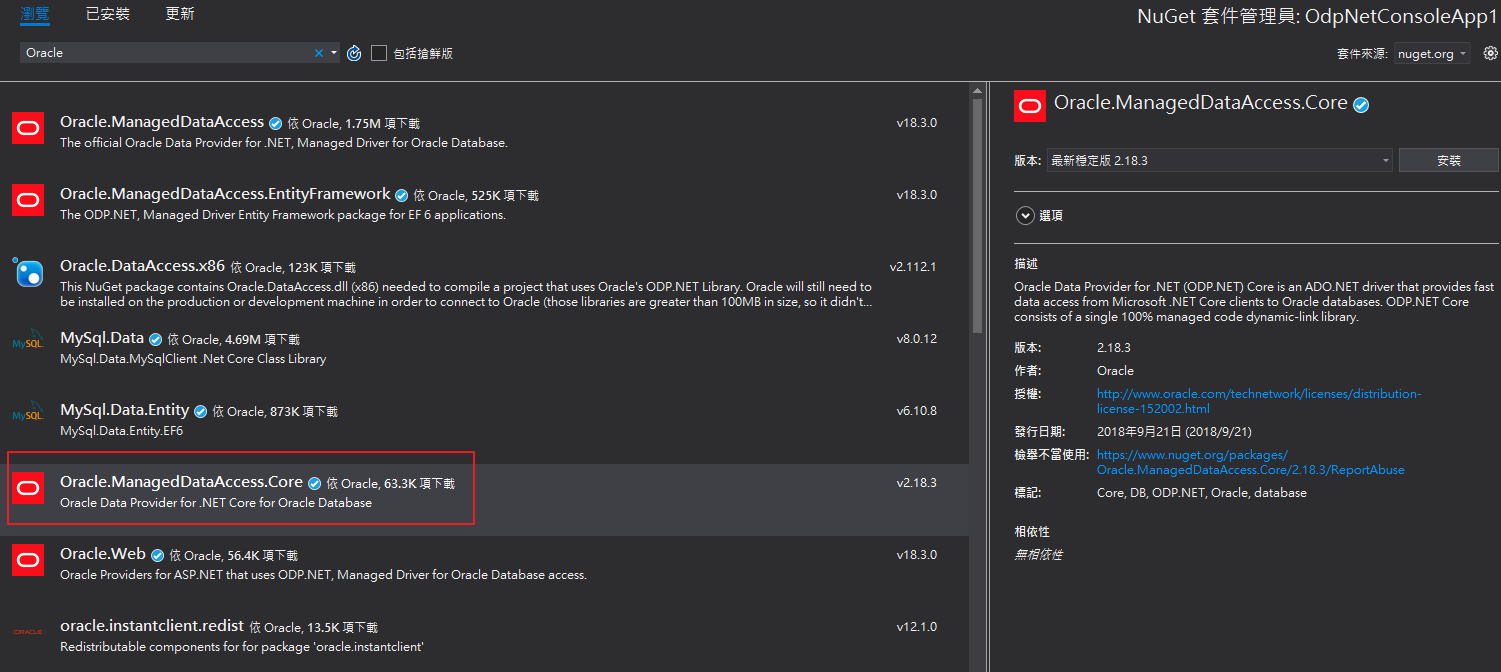 瀏覽 已安裝 更新
NuGet 套件管理員: OdpNetConsoleApp1
Oracle
包括搶鮮版
套件來源: nuget.org
Oracle.ManagedDataAccess 依 Oracle, 1.75M 項下載 v18.3.0
The official Oracle Data Provider for .NET, Managed Driver for Oracle Database.
Oracle.ManagedDataAccess.EntityFramework 依 Oracle, 525K 項下載 v18.3.0
The ODP.NET, Managed Driver Entity Framework package for EF 6 applications.
Oracle.DataAccess.x86 依 Oracle, 123K 項下載 v2.112.1
This NuGet package contains Oracle.DataAccess.dll (x86) needed to compile a project that uses Oracle's ODP.NET Library. Oracle will still need to
be installed on the production or development machine in order to connect to Oracle (those libraries are greater than 100MB in size, so it didn't...
MySQL
MySql.Data 依 Oracle, 4.69M 項下載 v8.0.12
MySql.Data.MySqlClient .Net Core Class Library
MySQL
MySql.Data.Entity 依 Oracle, 873K 項下載 v6.10.8
MySql.Data.Entity.EF6
Oracle.ManagedDataAccess.Core 依 Oracle, 63.3K 項下載 v2.18.3
Oracle Data Provider for .NET Core for Oracle Database
Oracle.Web 依 Oracle, 56.4K 項下載 v18.3.0
Oracle Providers for ASP.NET that uses ODP.NET, Managed Driver for Oracle Database access.
ORACLE
oracle.instantclient.redist 依 Oracle, 13.5K 項下載 v12.1.0
Redistributable components for for package 'oracle.instantclient'
Oracle.ManagedDataAccess.Core
版本: 最新穩定版 2.18.3 安裝
選項
描述
Oracle Data Provider for .NET (ODP.NET) Core is an ADO.NET driver that provides fast
data access from Microsoft .NET Core clients to Oracle databases. ODP.NET Core
consists of a single 100% managed code dynamic-link library.
版本: 2.18.3
作者: Oracle
授權: http://www.oracle.com/technetwork/licenses/distribution-
license-152002.html
發行日期: 2018年9月21日 (2018/9/21)
檢舉不當使用: https://www.nuget.org/packages/
Oracle.ManagedDataAccess.Core/2.18.3/ReportAbuse
標記: Core, DB, ODP.NET, Oracle, database
相依性
無相依性